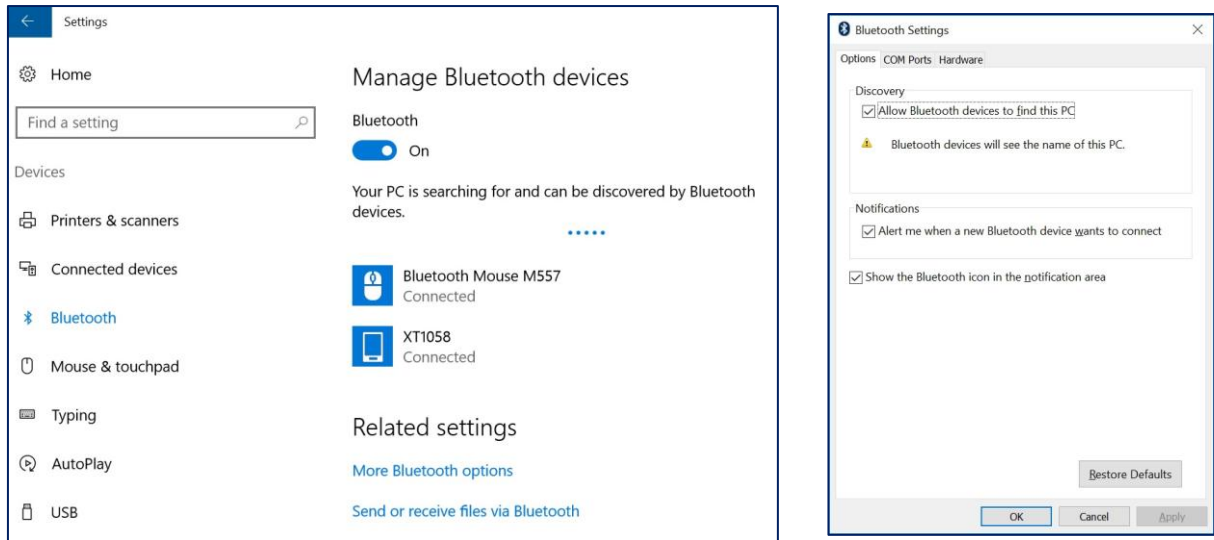 Settings
Home
Find a setting
Devices
Printers & scanners
Connected devices
Bluetooth
Mouse & touchpad
Typing
AutoPlay
USB
Manage Bluetooth devices
Bluetooth
On
Your PC is searching for and can be discovered by Bluetooth
devices.
Bluetooth Mouse M557
Connected
XT1058
Connected
Related settings
More Bluetooth options
Send or receive files via Bluetooth
Bluetooth Settings
Options COM Ports Hardware
Discovery
Allow Bluetooth devices to find this PC
Bluetooth devices will see the name of this PC.
Notifications
Alert me when a new Bluetooth device wants to connect
Show the Bluetooth icon in the notification area
Restore Defaults
OK Cancel Apply